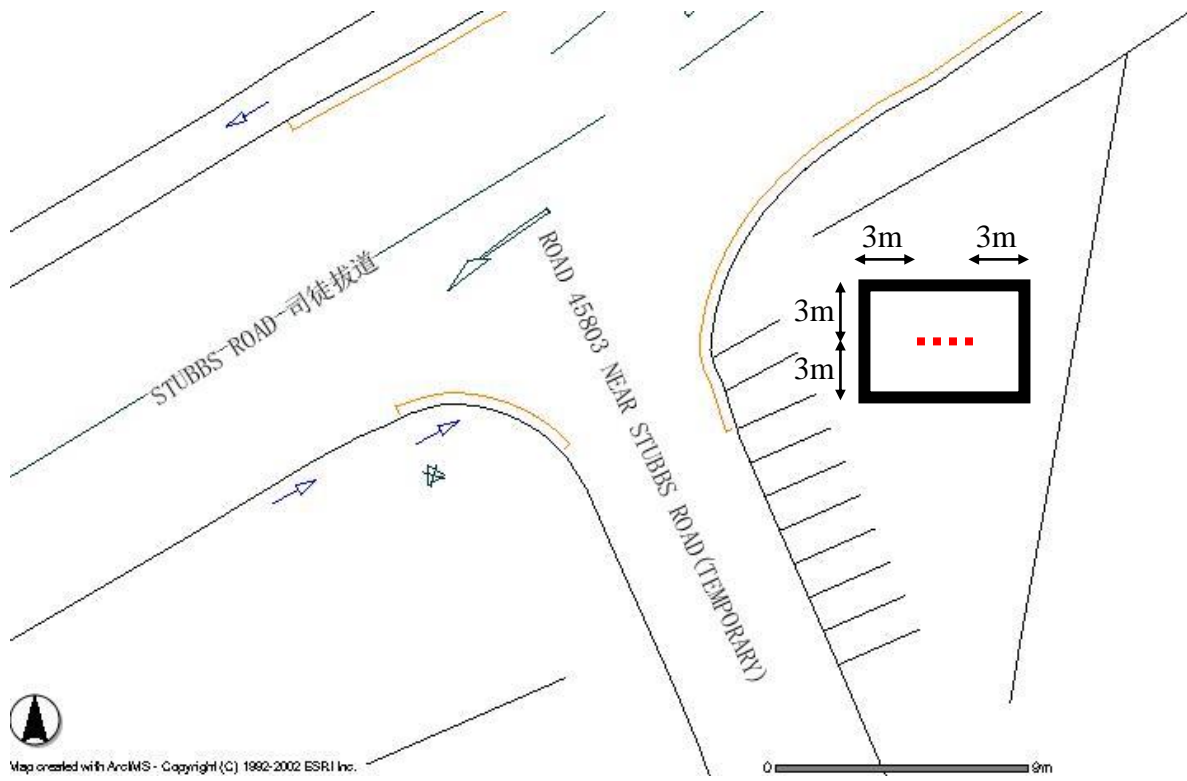 STUBBS ROAD 司徒拔道
ROAD 45803 NEAR STUBBS ROAD(TEMPORARY)
3m
3m
3m
3m
Map created with ArcIMS - Copyright (C) 1992-2002 ESRI Inc.
0
9m